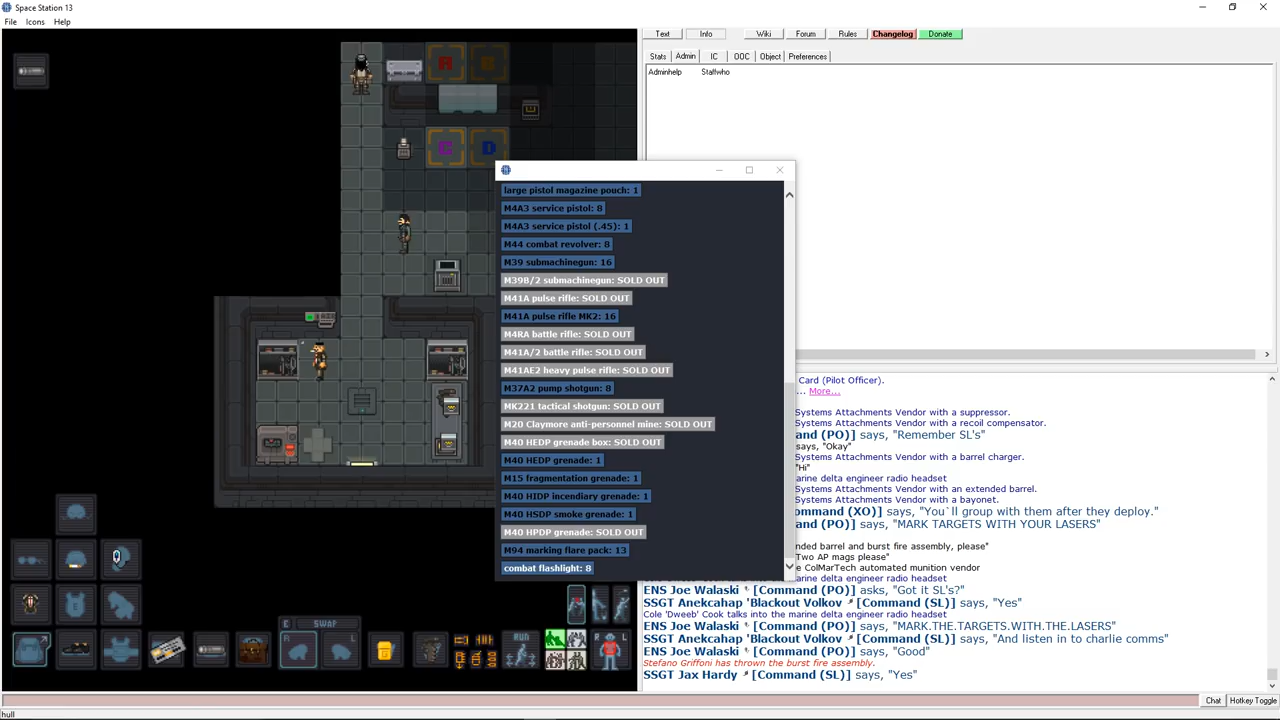 Space Station 13
File Icons Help
Text Info Wiki Forum Rules Changelog Donate
Stats Admin IC OOC Object Preferences
Adminhelp Staffwho
A
C D
large pistol magazine pouch: 1
M4A3 service pistol: 8
M4A3 service pistol (.45): 1
M44 combat revolver: 8
M39 submachinegun: 16
M39B/2 submachinegun: SOLD OUT
M41A pulse rifle: SOLD OUT
M41A pulse rifle MK2: 16
M4RA battle rifle: SOLD OUT
M41A/2 battle rifle: SOLD OUT
M41AE2 heavy pulse rifle: SOLD OUT
M37A2 pump shotgun: 8
MK221 tactical shotgun: SOLD OUT
M20 Claymore anti-personnel mine: SOLD OUT
M40 HEDP grenade box: SOLD OUT
M40 HEDP grenade: 1
M15 fragmentation grenade: 1
M40 HIDP incendiary grenade: 1
M40 HSDP smoke grenade: 1
M40 HPDP grenade: SOLD OUT
M94 marking flare pack: 13
combat flashlight: 8
Card (Pilot Officer).
... More...
Systems Attachments Vendor with a suppressor.
Systems Attachments Vendor with a recoil compensator.
and (PO)] says, "Remember SL's"
says, "Okay"
Systems Attachments Vendor with a barrel charger.
"Hi"
arine delta engineer radio headset
Systems Attachments Vendor with an extended barrel.
Systems Attachments Vendor with a bayonet.
ommand (XO)] says, "You`ll group with them after they deploy."
and (PO)] says, "MARK TARGETS WITH YOUR LASERS"
nded barrel and burst fire assembly, please"
"Two AP mags please"
e ColMarTech automated munition vendor
Cole 'Dweeb' Cook talks into the marine delta engineer radio headset
ENS Joe Walaski [Command (PO)] asks, "Got it SL's?"
SSGT Anekcahap 'Blackout Volkov [Command (SL)] says, "Yes"
Cole 'Dweeb' Cook talks into the marine delta engineer radio headset
ENS Joe Walaski [Command (PO)] says, "MARK.THE.TARGETS.WITH.THE.LASERS"
SSGT Anekcahap 'Blackout Volkov [Command (SL)] says, "And listen in to charlie comms"
ENS Joe Walaski [Command (PO)] says, "Good"
Stefano Griffoni has thrown the burst fire assembly.
SSGT Jax Hardy [Command (SL)] says, "Yes"
SWAP
R L
RUN
R L
Chat Hotkey Toggle
hull